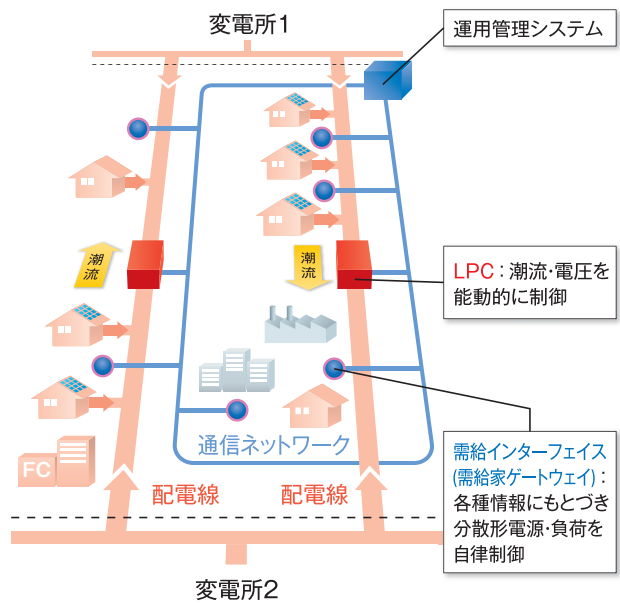 変電所1
運用管理システム
潮流
潮流
LPC：潮流・電圧を
能動的に制御
通信ネットワーク
FC
配電線
配電線
需給インターフェイス
(需給家ゲートウェイ)：
各種情報にもとづき
分散形電源・負荷を
自律制御
変電所2